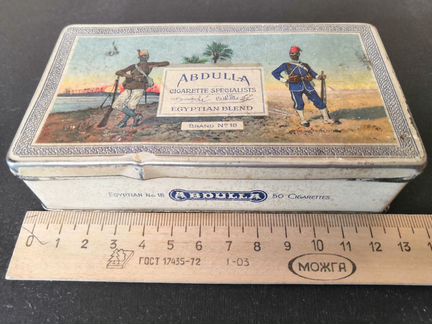 ABDULLA
CIGARETTE SPECIALISTS
EGYPTIAN BLEND
BRAND No 18
EGYPTIAN No. 18 ABDULLA 50 CIGARETTES
0 1 2 3 4 5 6 7 8 9 10 11 12 13 1
ГОСТ 17435-72 1-03 МОЖГА